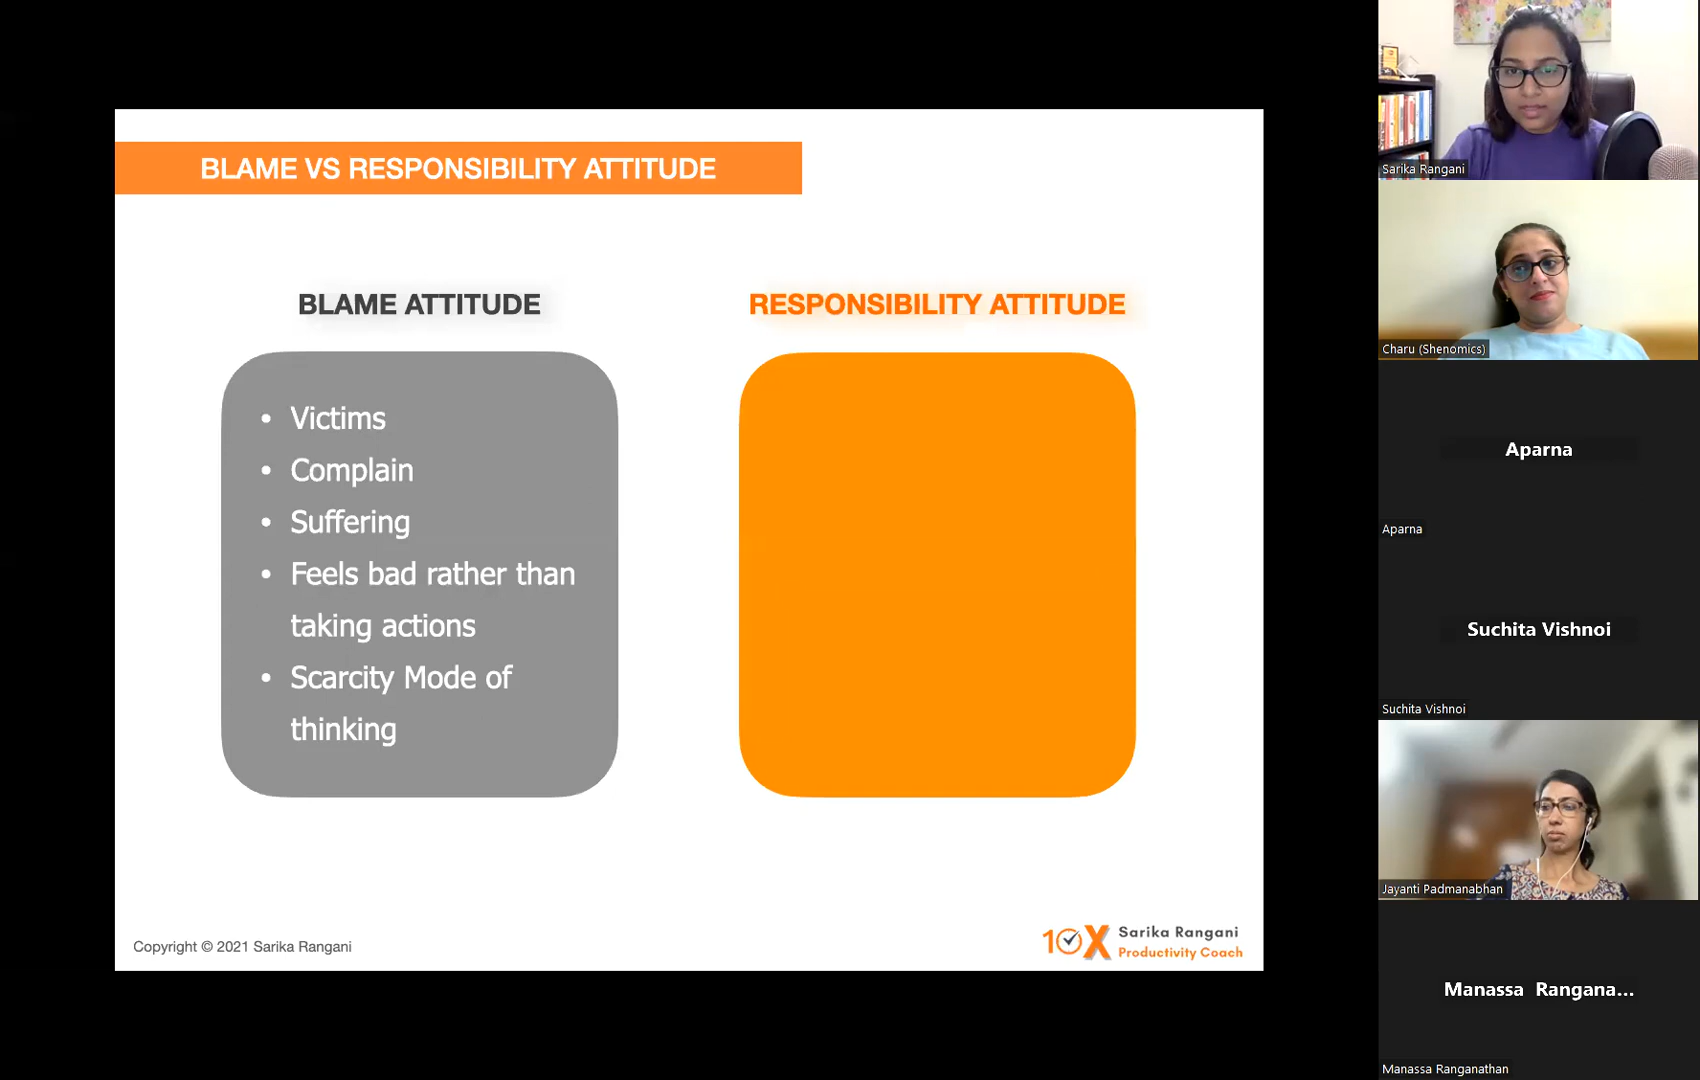 BLAME VS RESPONSIBILITY ATTITUDE
BLAME ATTITUDE
• Victims
• Complain
• Suffering
• Feels bad rather than
taking actions
• Scarcity Mode of
thinking
RESPONSIBILITY ATTITUDE
Copyright © 2021 Sarika Rangani
10X Sarika Rangani
Productivity Coach
Sarika Rangani
Charu (Shenomics)
Aparna
Aparna
Suchita Vishnoi
Suchita Vishnoi
Jayanti Padmanabhan
Manassa Rangana...
Manassa Ranganathan